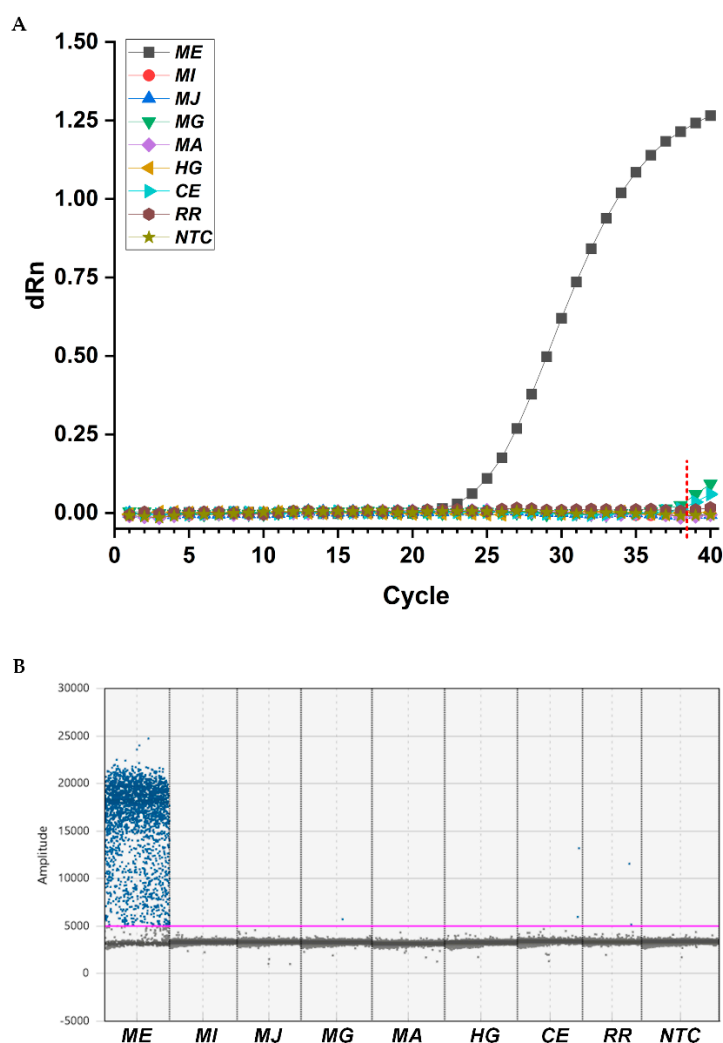 A
1.50
1.25
1.00
0.75
0.50
0.25
0.00
dRn
ME
MI
MJ
MG
MA
HG
CE
RR
NTC
0 5 10 15 20 25 30 35 40
Cycle
B
30000
25000
20000
15000
10000
5000
0
-5000
Amplitude
ME MI MJ MG MA HG CE RR NTC